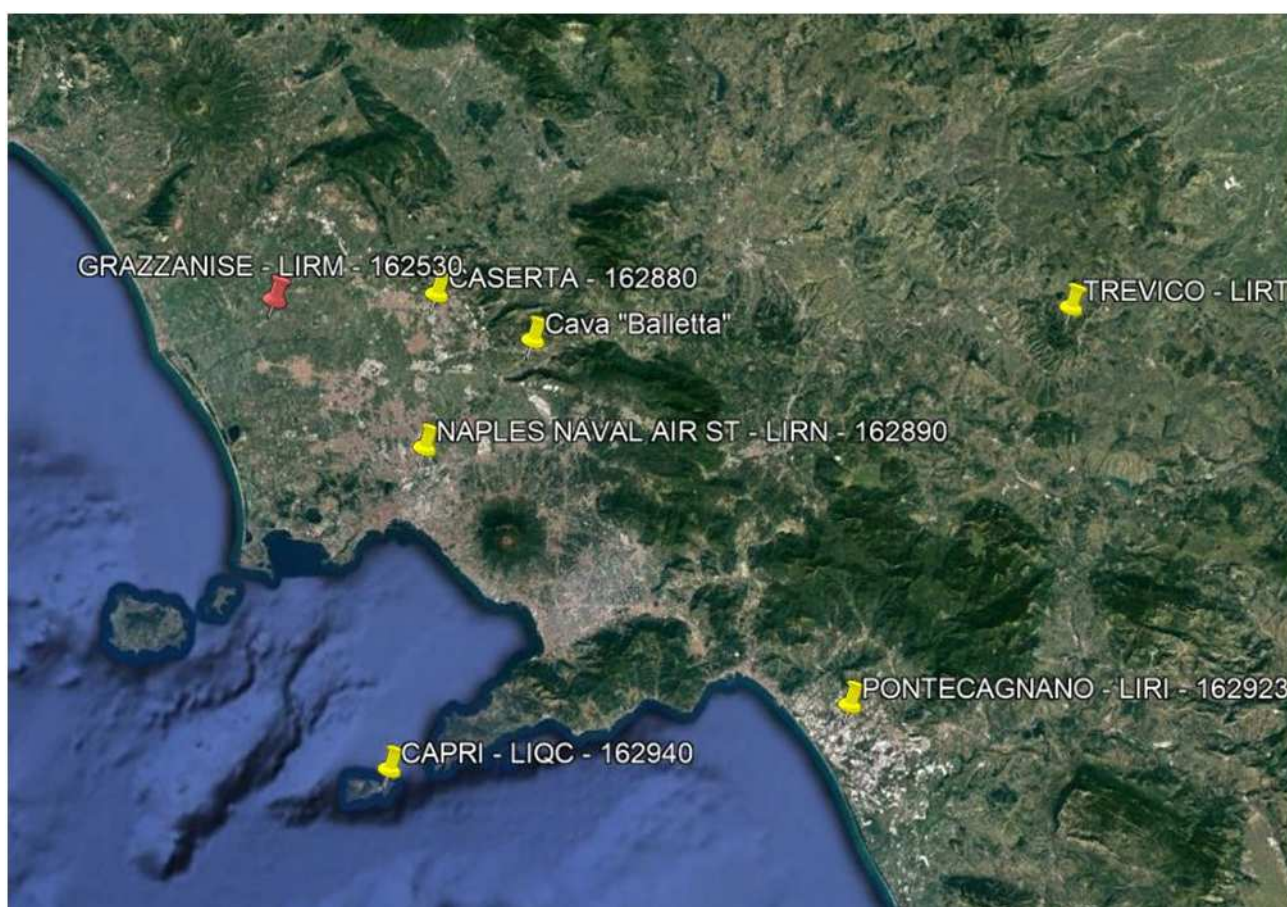 GRAZZANISE - LIRM - 162530
CASERTA - 162880
TREVICO - LIRT
Cava "Balletta"
NAPLES NAVAL AIR ST - LIRN - 162890
PONTECAGNANO - LIRI - 162923
CAPRI - LIQC - 162940